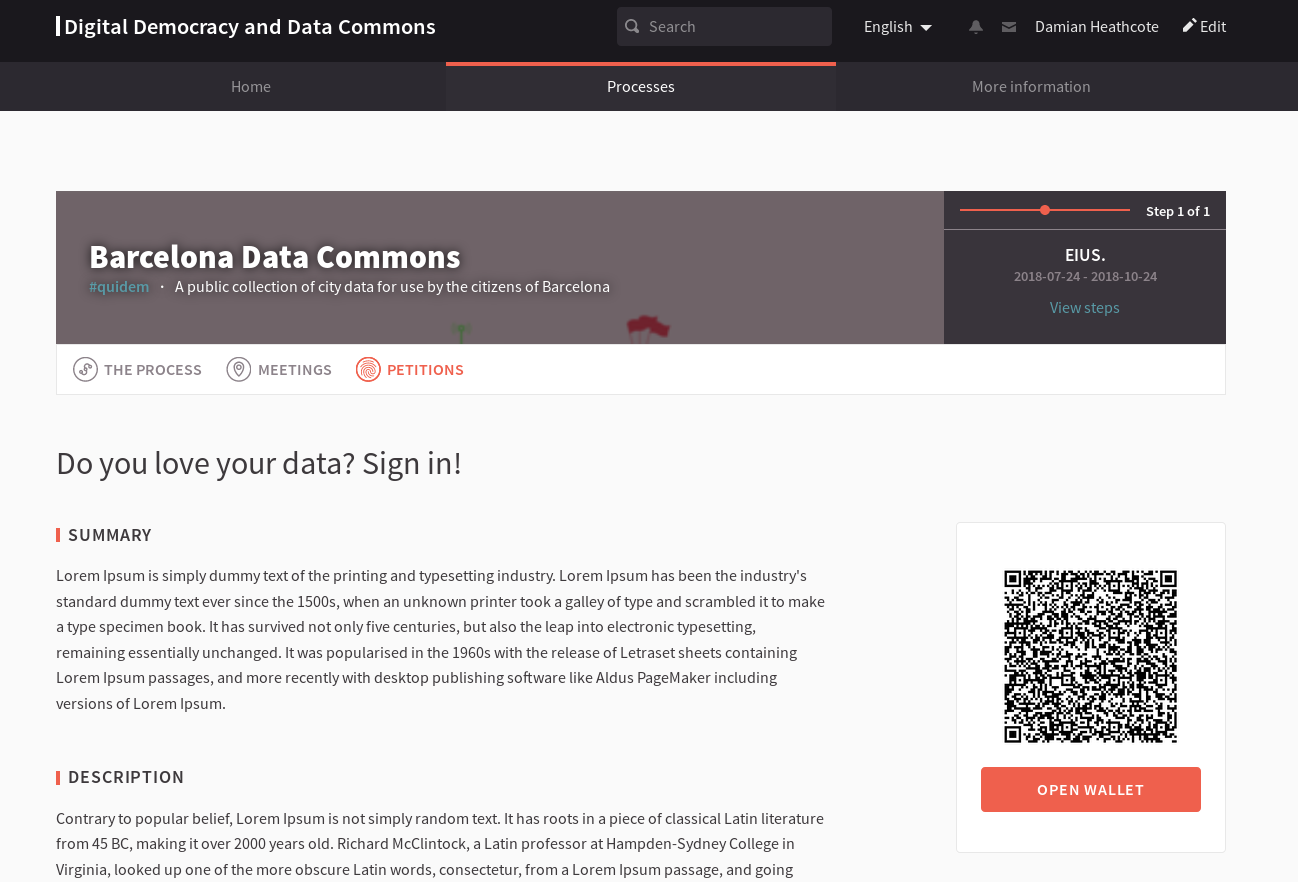 Digital Democracy and Data Commons
Search
English
Damian Heathcote
Edit
Home
Processes
More information
Barcelona Data Commons
#quidem · A public collection of city data for use by the citizens of Barcelona
Step 1 of 1
EIUS.
2018-07-24 - 2018-10-24
View steps
THE PROCESS
MEETINGS
PETITIONS
Do you love your data? Sign in!
SUMMARY
Lorem Ipsum is simply dummy text of the printing and typesetting industry. Lorem Ipsum has been the industry's
standard dummy text ever since the 1500s, when an unknown printer took a galley of type and scrambled it to make
a type specimen book. It has survived not only five centuries, but also the leap into electronic typesetting,
remaining essentially unchanged. It was popularised in the 1960s with the release of Letraset sheets containing
Lorem Ipsum passages, and more recently with desktop publishing software like Aldus PageMaker including
versions of Lorem Ipsum.
OPEN WALLET
DESCRIPTION
Contrary to popular belief, Lorem Ipsum is not simply random text. It has roots in a piece of classical Latin literature
from 45 BC, making it over 2000 years old. Richard McClintock, a Latin professor at Hampden-Sydney College in
Virginia, looked up one of the more obscure Latin words, consectetur, from a Lorem Ipsum passage, and going